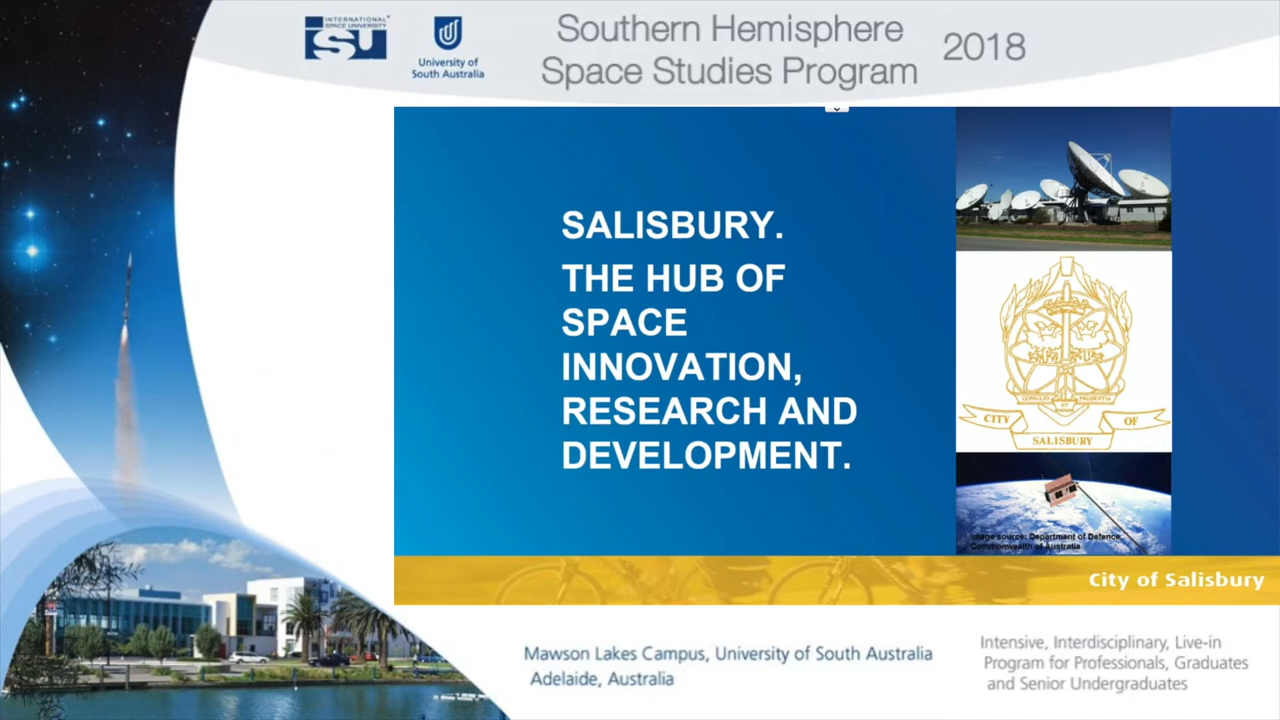 INTERNATIONAL
SPACE UNIVERSITY
ISU
University of
South Australia
Southern Hemisphere
Space Studies Program
2018
SALISBURY.
THE HUB OF
SPACE
INNOVATION,
RESEARCH AND
DEVELOPMENT.
CONSILIO ET PRUDENTIA
CITY OF
SALISBURY
Image source: Department of Defence,
Commonwealth of Australia
City of Salisbury
Mawson Lakes Campus, University of South Australia
Adelaide, Australia
Intensive, Interdisciplinary, Live-in
Program for Professionals, Graduates
and Senior Undergraduates